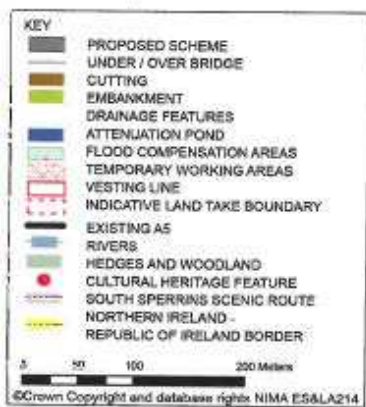 KEY
PROPOSED SCHEME
UNDER / OVER BRIDGE
CUTTING
EMBANKMENT
DRAINAGE FEATURES
ATTENUATION POND
FLOOD COMPENSATION AREAS
TEMPORARY WORKING AREAS
VESTING LINE
INDICATIVE LAND TAKE BOUNDARY
EXISTING A5
RIVERS
HEDGES AND WOODLAND
CULTURAL HERITAGE FEATURE
SOUTH SPERRINS SCENIC ROUTE
NORTHERN IRELAND -
REPUBLIC OF IRELAND BORDER
0 50 100 200 Meters
©Crown Copyright and database rights NIMA ES&LA214